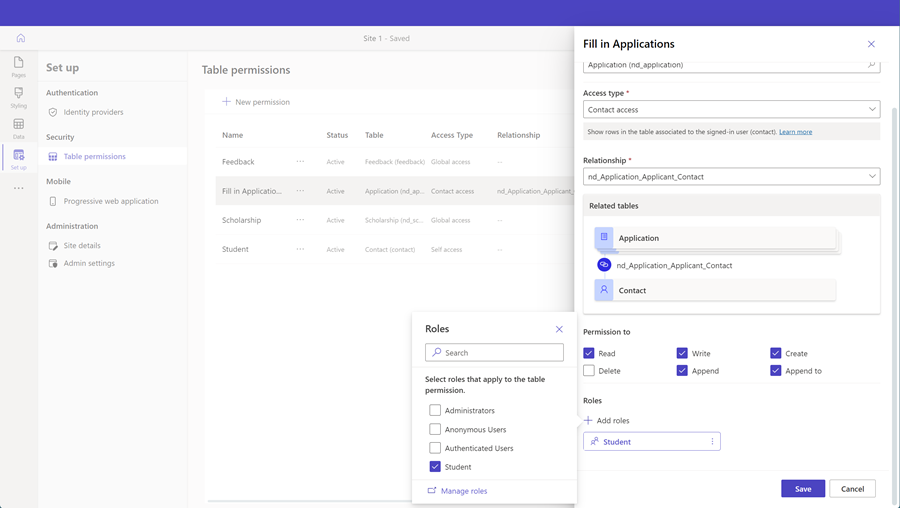 Site 1 - Saved
Pages
Styling
Data
Set up
Set up
Authentication
Identity providers
Security
Table permissions
Mobile
Progressive web application
Administration
Site details
Admin settings
Table permissions
New permission
Name Status Table Access Type Relationship
Feedback ··· Active Feedback (feedback) Global access ---
Fill in Applicatio... ··· Active Application (nd_ap... Contact access nd_Application_Applicant_
Scholarship ··· Active Scholarship (nd_sc... Global access ---
Student ··· Active Contact (contact) Self access ---
Roles
Search
Select roles that apply to the table
permission.
Administrators
Anonymous Users
Authenticated Users
Student
Manage roles
Fill in Applications
Application (nd_application)
Access type *
Contact access
Show rows in the table associated to the signed-in user (contact). Learn more
Relationship *
nd_Application_Applicant_Contact
Related tables
Application
nd_Application_Applicant_Contact
Contact
Permission to
Read Write Create
Delete Append Append to
Roles
Add roles
Student
Save Cancel